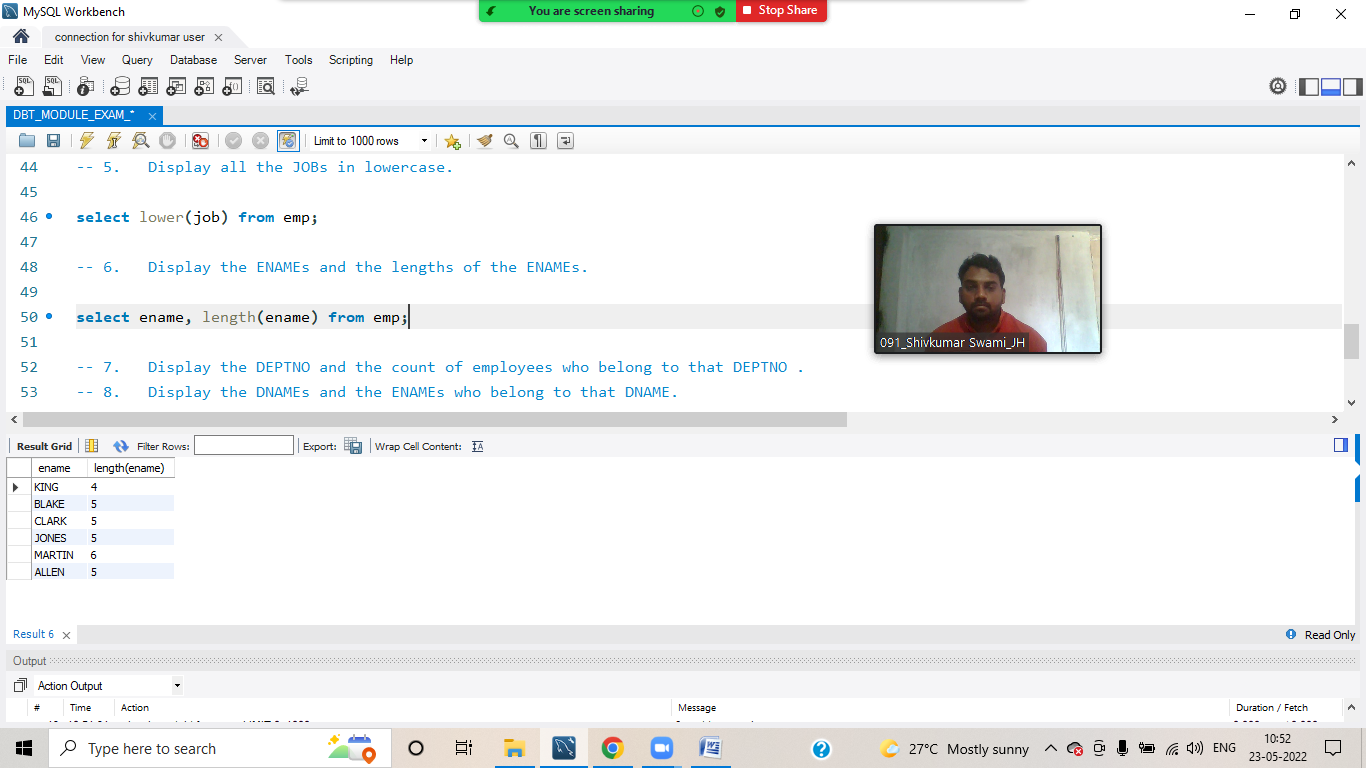 MySQL Workbench
You are screen sharing
Stop Share
connection for shivkumar user
File Edit View Query Database Server Tools Scripting Help
DBT_MODULE_EXAM_*
Limit to 1000 rows
44 -- 5. Display all the JOBs in lowercase.
45
46 select lower(job) from emp;
47
48 -- 6. Display the ENAMEs and the lengths of the ENAMEs.
49
50 select ename, length(ename) from emp;
51
52 -- 7. Display the DEPTNO and the count of employees who belong to that DEPTNO .
53 -- 8. Display the DNAMEs and the ENAMEs who belong to that DNAME.
091_Shivkumar Swami_JH
Result Grid Filter Rows: Export: Wrap Cell Content:
ename length(ename)
KING 4
BLAKE 5
CLARK 5
JONES 5
MARTIN 6
ALLEN 5
Result 6
Read Only
Output
Action Output
# Time Action Message Duration / Fetch
Type here to search
27°C Mostly sunny
ENG
10:52
23-05-2022